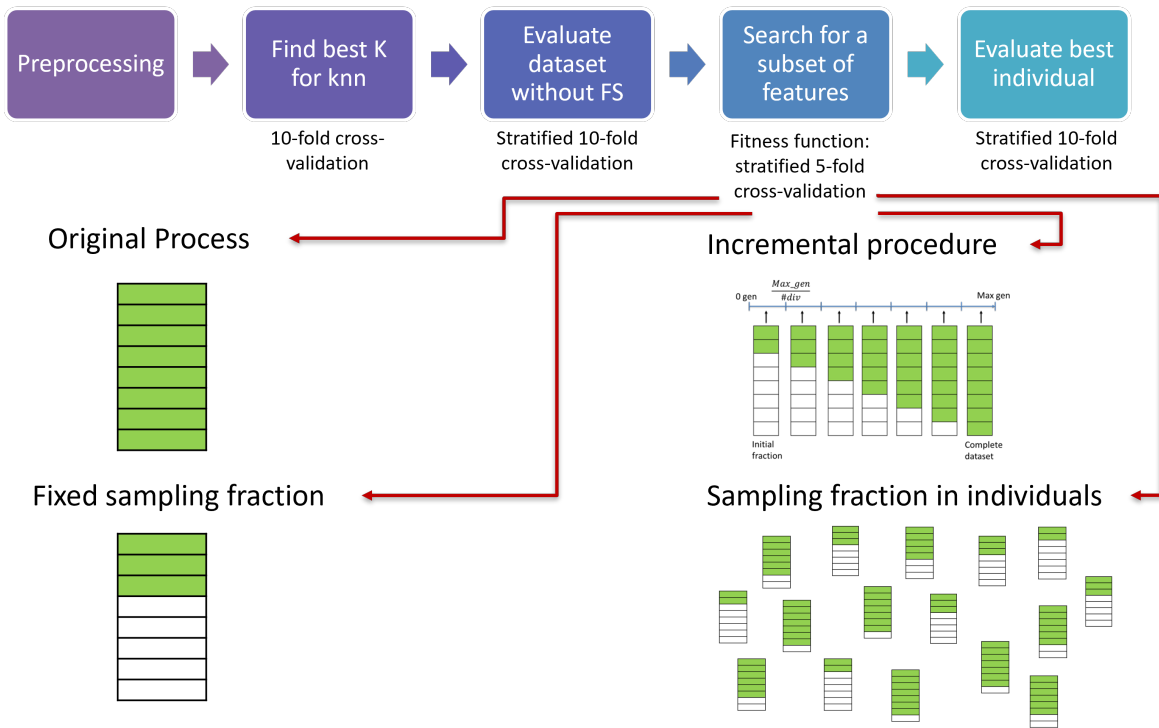 Preprocessing
Find best K
for knn
Evaluate
dataset
without FS
Search for a
subset of
features
Evaluate best
individual
10-fold cross-
validation
Stratified 10-fold
cross-validation
Fitness function:
stratified 5-fold
cross-validation
Stratified 10-fold
cross-validation
Original Process
Incremental procedure
0 gen
Max_gen
#div
Max gen
Initial
fraction
Complete
dataset
Fixed sampling fraction
Sampling fraction in individuals